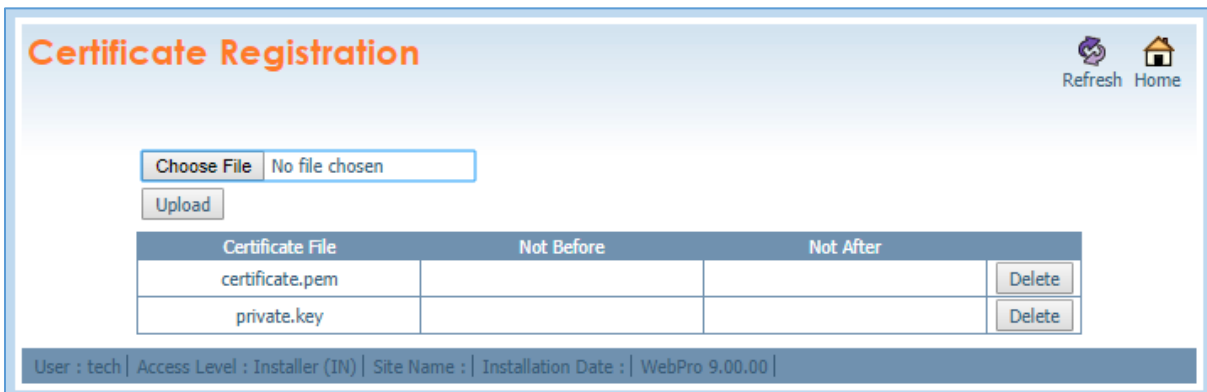 Certificate Registration
Refresh Home
Choose File No file chosen
Upload
Certificate File Not Before Not After
certificate.pem Delete
private.key Delete
User : tech | Access Level : Installer (IN) | Site Name : | Installation Date : | WebPro 9.00.00 |